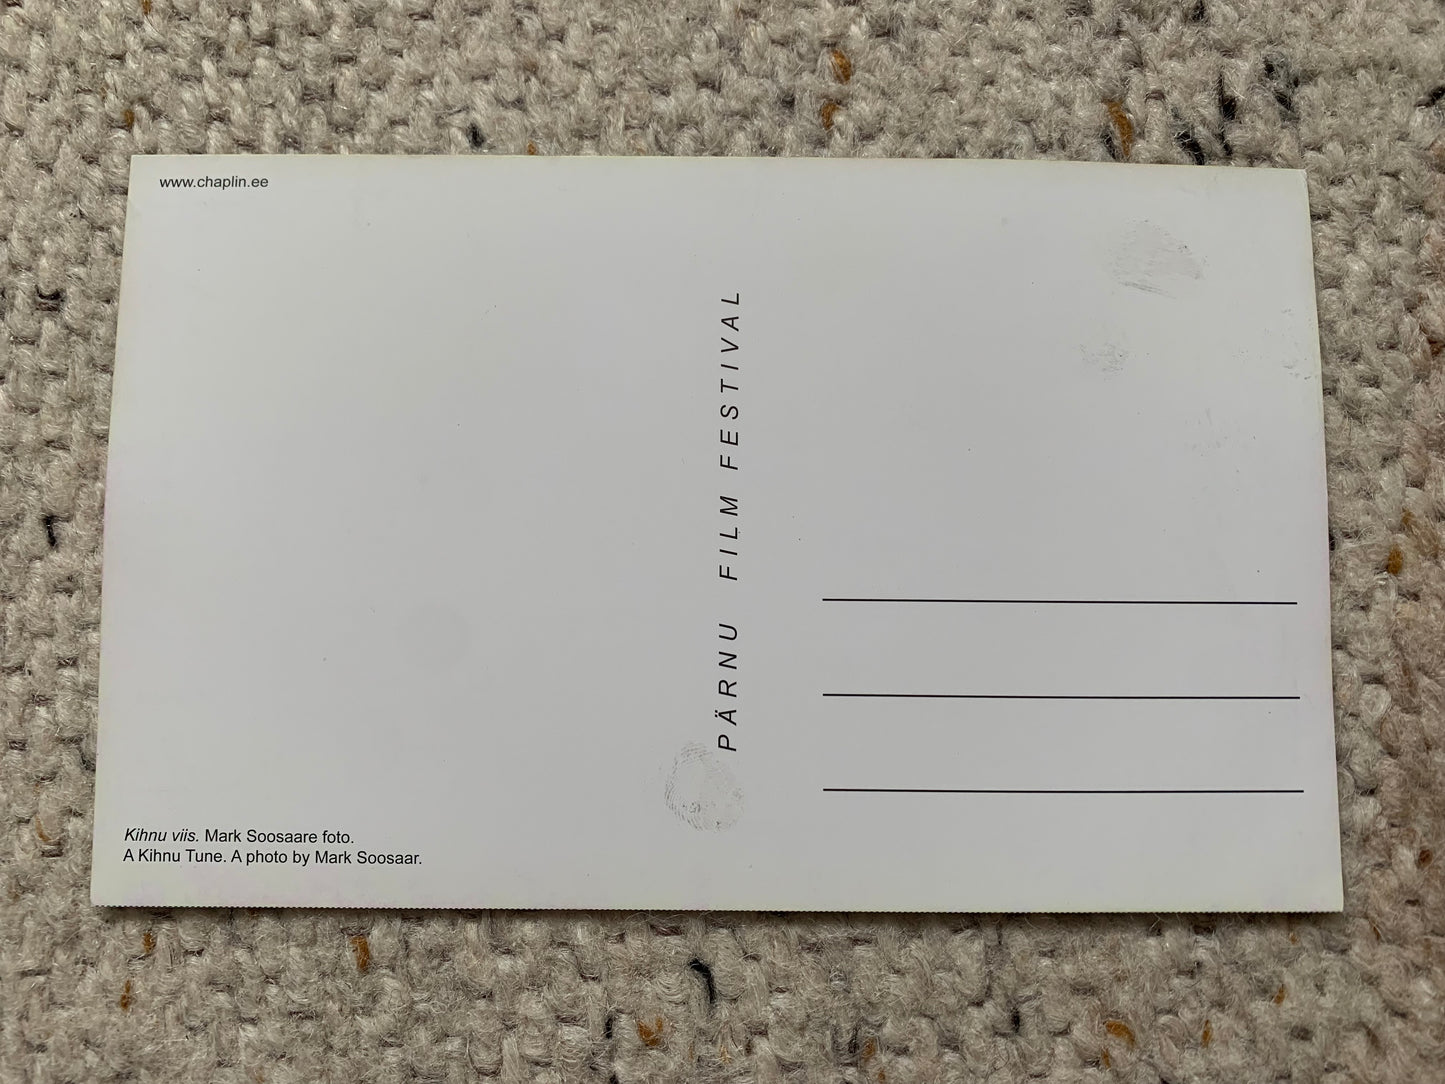 www.chaplin.ee
PÄRNU FILM FESTIVAL
Kihnu viis. Mark Soosaare foto.
A Kihnu Tune. A photo by Mark Soosaar.